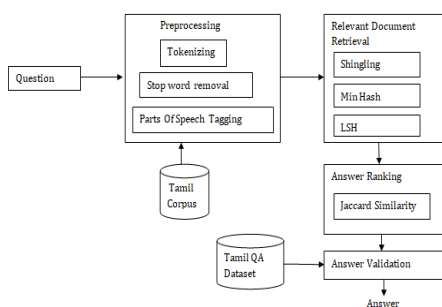 Preprocessing
Tokenizing
Stop word removal
Parts Of Speech Tagging
Question
Relevant Document
Retrieval
Shingling
Min Hash
LSH
Tamil
Corpus
Answer Ranking
Jaccard Similarity
Tamil QA
Dataset
Answer Validation
Answer